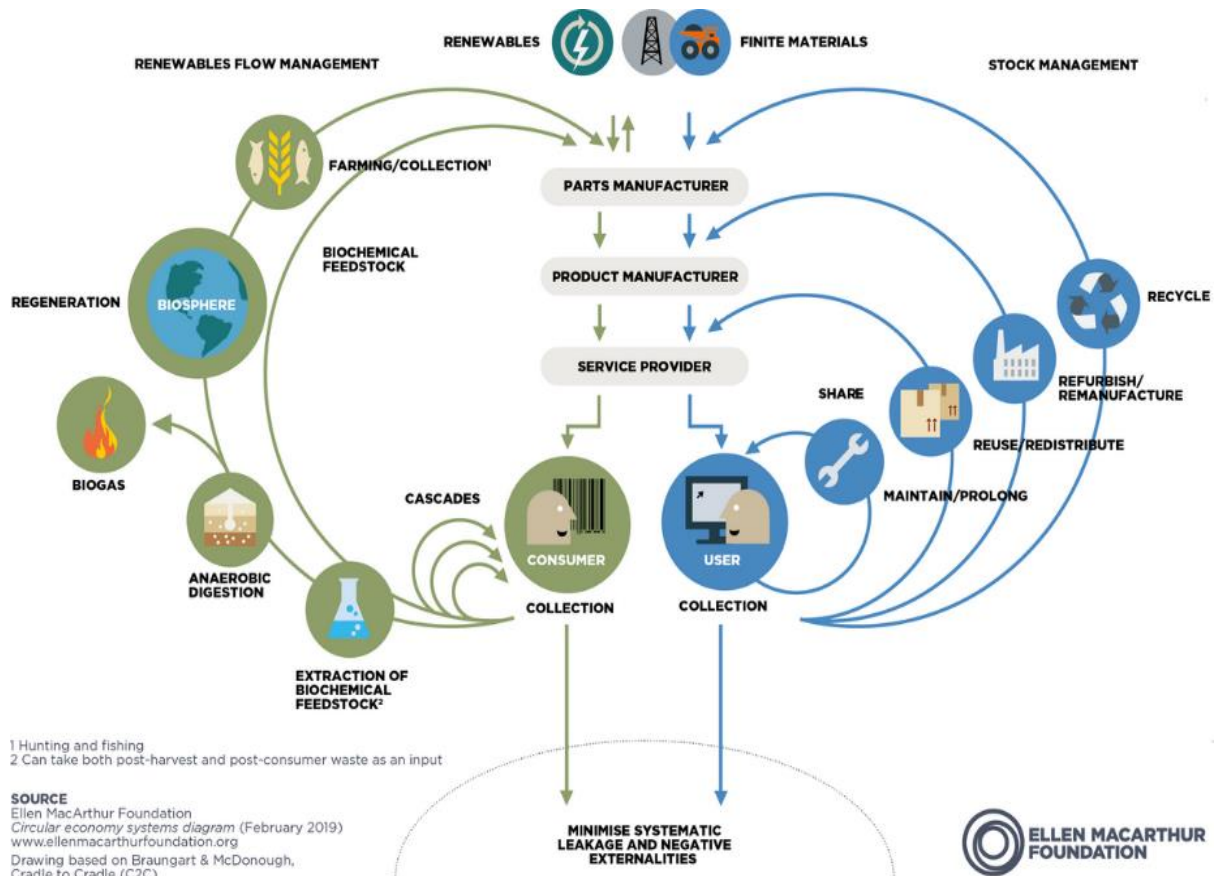 RENEWABLES
FINITE MATERIALS
RENEWABLES FLOW MANAGEMENT
STOCK MANAGEMENT
FARMING/COLLECTION¹
PARTS MANUFACTURER
BIOCHEMICAL
FEEDSTOCK
PRODUCT MANUFACTURER
REGENERATION
BIOSPHERE
RECYCLE
SERVICE PROVIDER
REFURBISH/
REMANUFACTURE
SHARE
REUSE/REDISTRIBUTE
BIOGAS
CASCADES
MAINTAIN/PROLONG
CONSUMER
USER
ANAEROBIC
DIGESTION
COLLECTION
COLLECTION
EXTRACTION OF
BIOCHEMICAL
FEEDSTOCK²
1 Hunting and fishing
2 Can take both post-harvest and post-consumer waste as an input
SOURCE
Ellen MacArthur Foundation
Circular economy systems diagram (February 2019)
www.ellenmacarthurfoundation.org
Drawing based on Braungart & McDonough,
Cradle to Cradle (C2C)
MINIMISE SYSTEMATIC
LEAKAGE AND NEGATIVE
EXTERNALITIES
ELLEN MACARTHUR
FOUNDATION